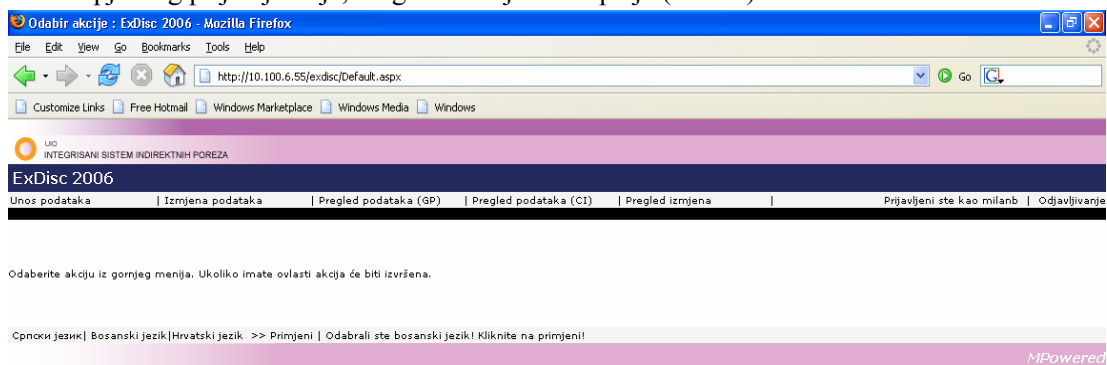 Odabir akcije : ExDisc 2006 - Mozilla Firefox
File Edit View Go Bookmarks Tools Help
http://10.100.6.55/exdisc/Default.aspx Go G
Customize Links Free Hotmail Windows Marketplace Windows Media Windows
UIO
INTEGRISANI SISTEM INDIREKTNIH POREZA
ExDisc 2006
Unos podataka | Izmjena podataka | Pregled podataka (GP) | Pregled podataka (CI) | Pregled izmjena | Prijavljeni ste kao milanb | Odjavljivanje
Odaberite akciju iz gornjeg menija. Ukoliko imate ovlasti akcija će biti izvršena.
Српски језик| Bosanski jezik|Hrvatski jezik >> Primjeni | Odabrali ste bosanski jezik! Kliknite na primjeni!
MPowered